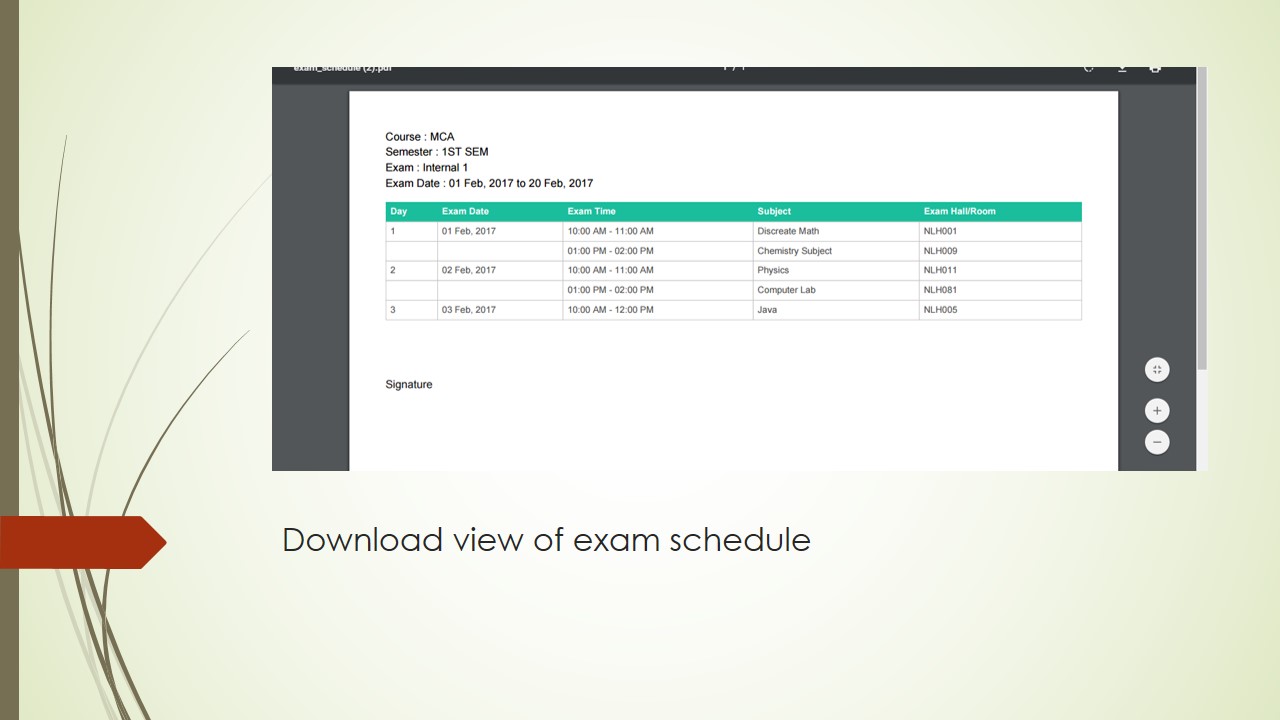 exam_schedule (2).pdf
Course : MCA
Semester : 1ST SEM
Exam : Internal 1
Exam Date : 01 Feb, 2017 to 20 Feb, 2017
Day Exam Date Exam Time Subject Exam Hall/Room
1 01 Feb, 2017 10:00 AM - 11:00 AM Discreate Math NLH001
01:00 PM - 02:00 PM Chemistry Subject NLH009
2 02 Feb, 2017 10:00 AM - 11:00 AM Physics NLH011
01:00 PM - 02:00 PM Computer Lab NLH081
3 03 Feb, 2017 10:00 AM - 12:00 PM Java NLH005
Signature
Download view of exam schedule